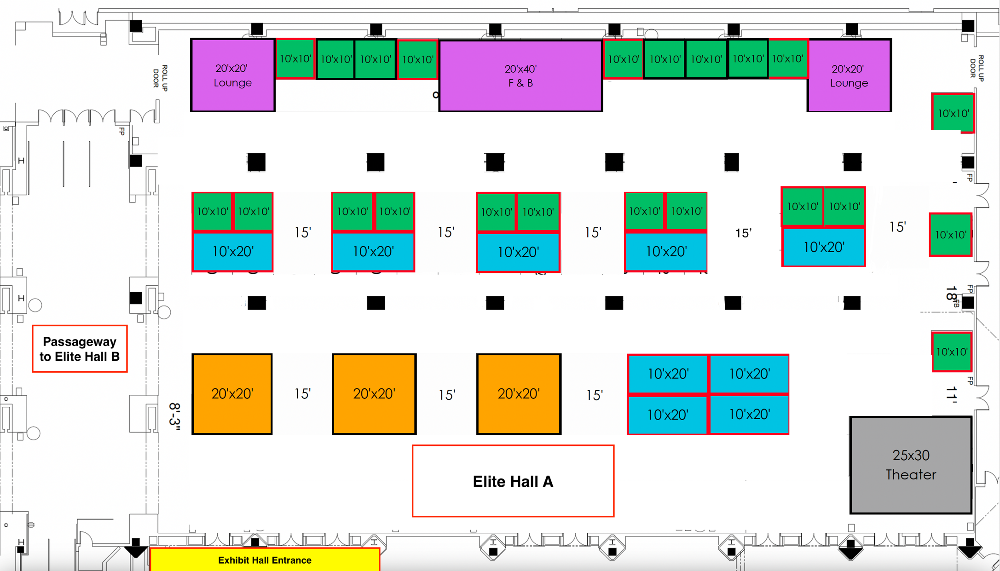 ROLL UP
DOOR
20'x20'
Lounge
10'x10'
10'x10'
10'x10'
10'x10'
20'x40'
F & B
10'x10'
10'x10'
10'x10'
10'x10'
10'x10'
20'x20'
Lounge
ROLL UP
DOOR
10'x10'
FP
H
FP
10'x10'
10'x10'
10'x10'
10'x10'
10'x10'
10'x10'
10'x10'
10'x10'
10'x10'
10'x10'
10'x20'
15'
10'x20'
15'
10'x20'
15'
10'x20'
15’
10'x20'
15'
10'x10'
H
18'
FP
FB
Passageway
to Elite Hall B
10'x10'
FP
20'x20'
15'
20'x20'
15'
20'x20'
15'
10'x20'
10'x20'
10'x20'
10'x20'
11'
8'-3"
25x30
Theater
Elite Hall A
H
Exhibit Hall Entrance